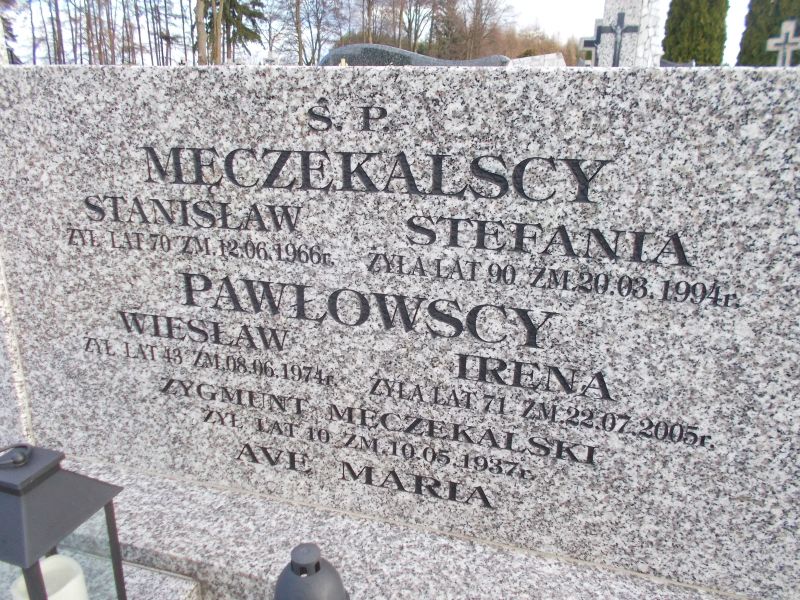 Ś. P.
MĘCZEKALSCY
STANISŁAW STEFANIA
ŻYŁ LAT 70 ZM.12.06.1966r. ŻYŁA LAT 90 ZM.20.03.1994r.
PAWŁOWSCY
WIESŁAW IRENA
ŻYŁ LAT 43 ZM.08.06.1974r. ŻYŁA LAT 71 ZM.22.07.2005r.
ZYGMUNT MĘCZEKALSKI
ŻYŁ LAT 10 ZM.10.05.1937r.
AVE MARIA